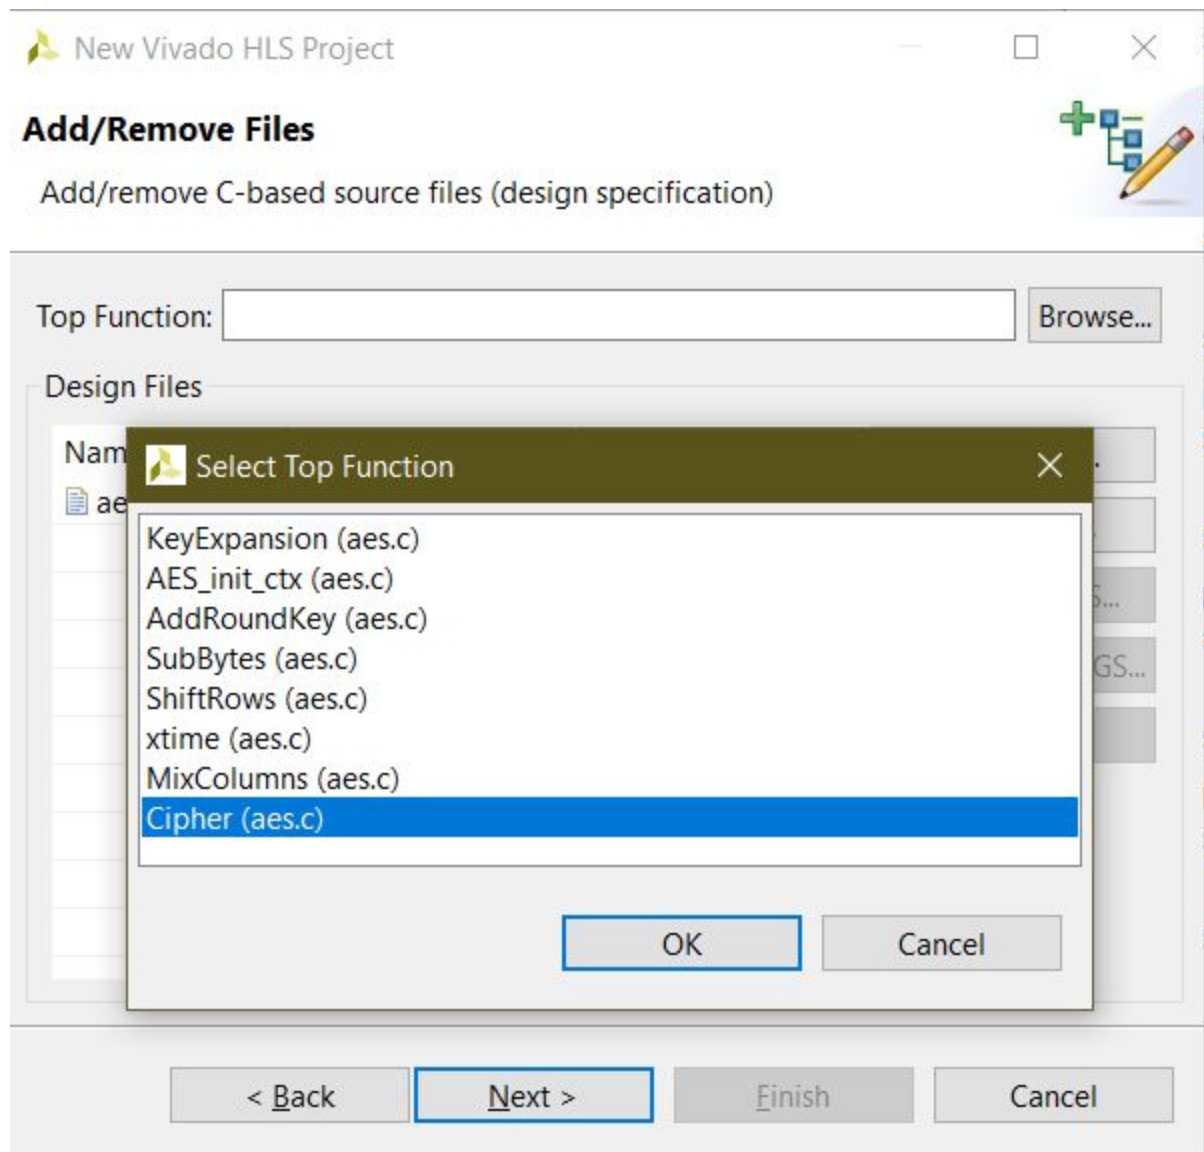 New Vivado HLS Project
Add/Remove Files
Add/remove C-based source files (design specification)
Top Function:
Browse...
Design Files
Select Top Function
KeyExpansion (aes.c)
AES_init_ctx (aes.c)
AddRoundKey (aes.c)
SubBytes (aes.c)
ShiftRows (aes.c)
xtime (aes.c)
MixColumns (aes.c)
Cipher (aes.c)
OK
Cancel
< Back
Next >
Finish
Cancel